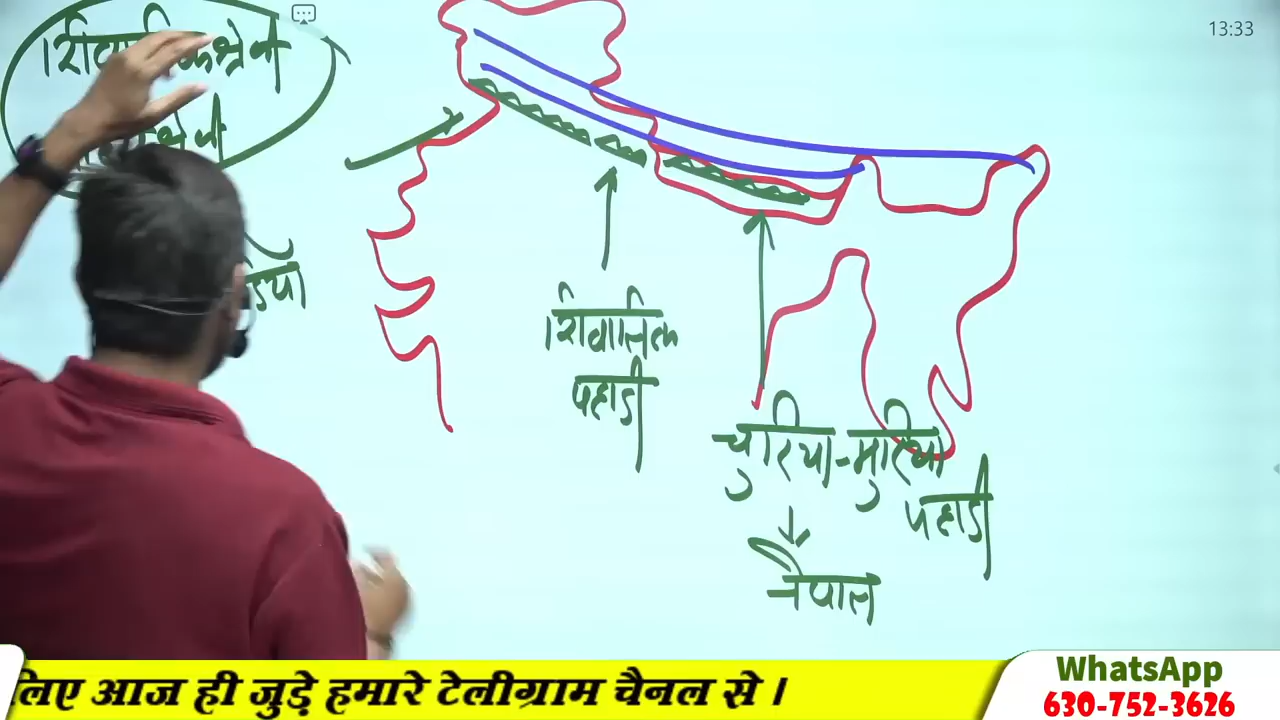 13:33
शिवालिक
पहाडी
चुरिया-मुरिया
पहाडी
नेपाल
लिए आज ही जुड़े हमारे टेलीग्राम चैनल से ।
WhatsApp
630-752-3626